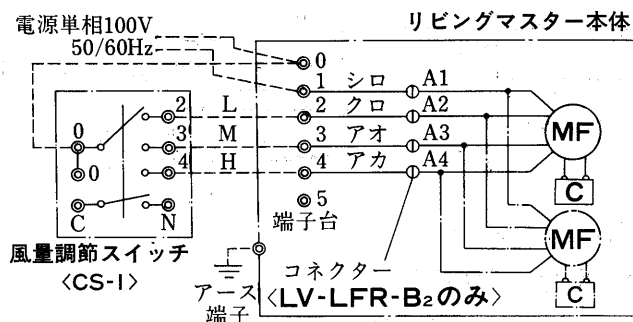 電源単相100V
50/60Hz
リビングマスター本体
0
1 シロ A1
2 L 2 クロ A2
3 M 3 アオ A3
4 H 4 アカ A4
5
0
0
C N
端子台
MF
C
MF
C
風量調節スイッチ
〈CS-1〉
アース
端子
コネクター
〈LV-LFR-B₂のみ〉